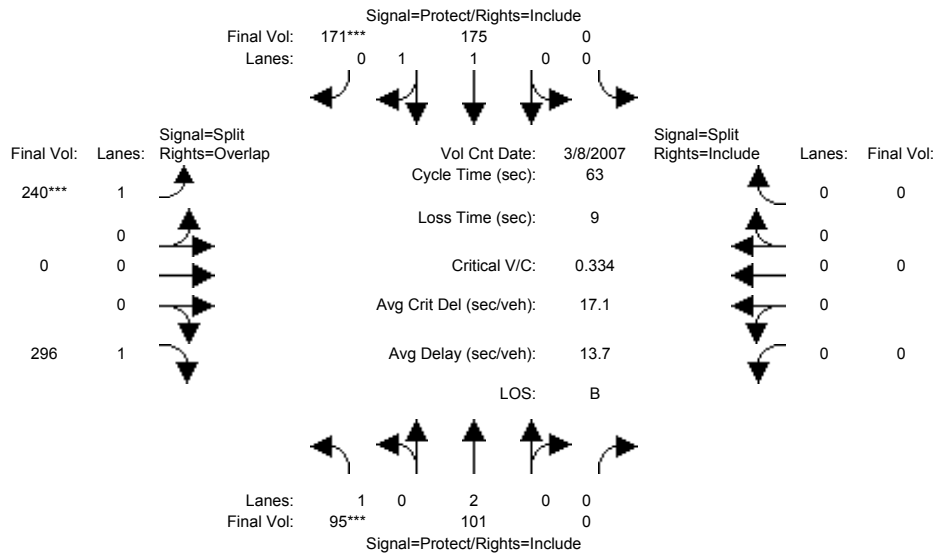 Signal=Protect/Rights=Include
Final Vol: 171*** 175 0
Lanes: 0 1 1 0 0
Signal=Split
Final Vol: Lanes: Rights=Overlap
Vol Cnt Date: 3/8/2007
Signal=Split
Rights=Include Lanes: Final Vol:
Cycle Time (sec): 63
240*** 1
0 0
Loss Time (sec): 9
0
0
0 0
Critical V/C: 0.334
0 0
0
Avg Crit Del (sec/veh): 17.1
0
296 1
Avg Delay (sec/veh): 13.7
0 0
LOS: B
Lanes: 1 0 2 0 0
Final Vol: 95*** 101 0
Signal=Protect/Rights=Include